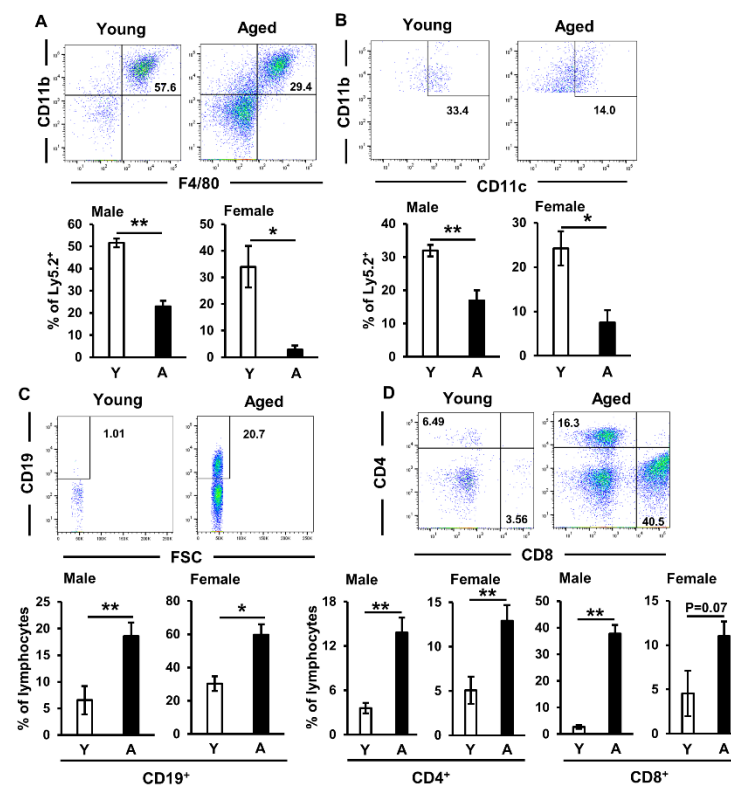 A
Young Aged
CD11b
57.6
29.4
F4/80
Male Female
% of Ly5.2⁺
60
50
40
30
20
10
0
**
Y A
50
40
30
20
10
0
*
Y A
B
Young Aged
CD11b
33.4
14.0
CD11c
Male Female
40
30
20
10
0
**
Y A
30
20
10
0
*
Y A
C
Young Aged
CD19
1.01
20.7
FSC
Male Female
% of lymphocytes
25
20
15
10
5
0
**
Y A
80
60
40
20
0
*
Y A
CD19⁺
D
Young Aged
CD4
6.49
3.56
16.3
40.5
CD8
Male Female
% of lymphocytes
18
12
6
0
**
Y A
15
10
5
0
**
Y A
CD4⁺
Male Female
50
40
30
20
10
0
**
Y A
15
10
5
0
P=0.07
Y A
CD8⁺